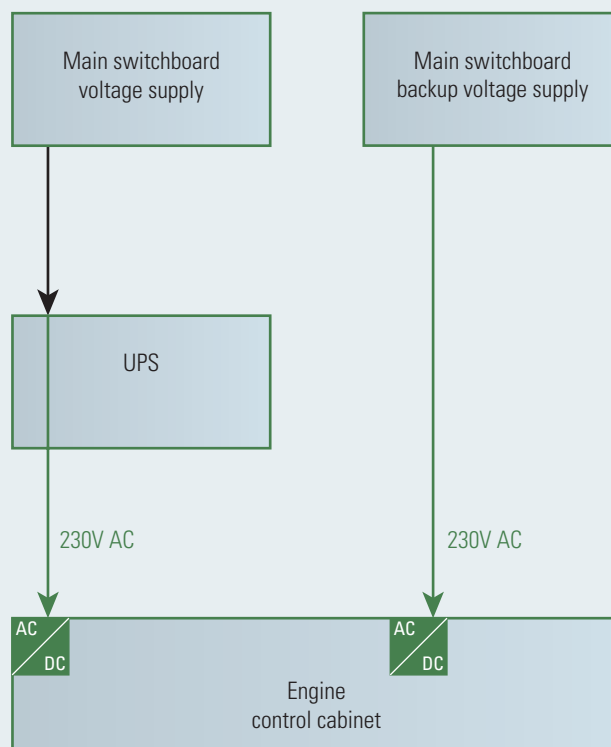 Main switchboard
voltage supply
Main switchboard
backup voltage supply
UPS
230V AC
230V AC
AC
DC
AC
DC
Engine
control cabinet